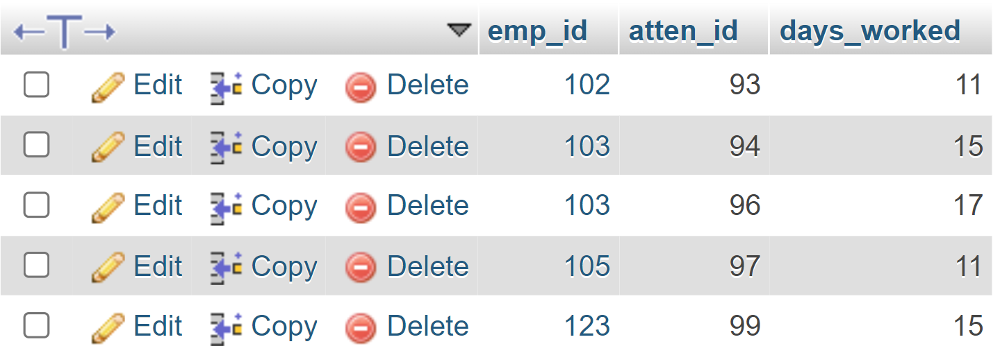 emp_id atten_id days_worked
Edit Copy Delete 102 93 11
Edit Copy Delete 103 94 15
Edit Copy Delete 103 96 17
Edit Copy Delete 105 97 11
Edit Copy Delete 123 99 15